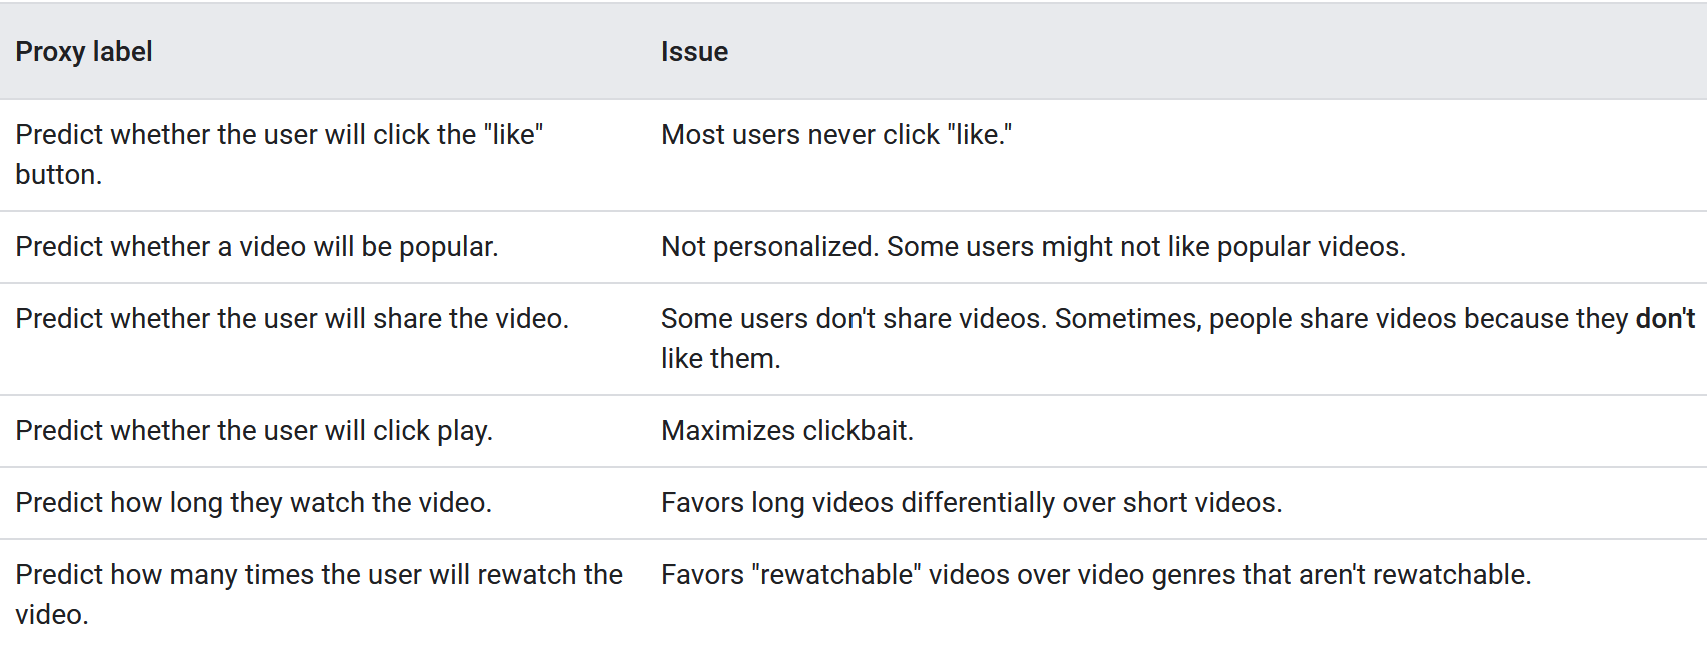 Proxy label
Issue
Predict whether the user will click the "like"
button.
Most users never click "like."
Predict whether a video will be popular.
Not personalized. Some users might not like popular videos.
Predict whether the user will share the video.
Some users don't share videos. Sometimes, people share videos because they don't
like them.
Predict whether the user will click play.
Maximizes clickbait.
Predict how long they watch the video.
Favors long videos differentially over short videos.
Predict how many times the user will rewatch the
video.
Favors "rewatchable" videos over video genres that aren't rewatchable.